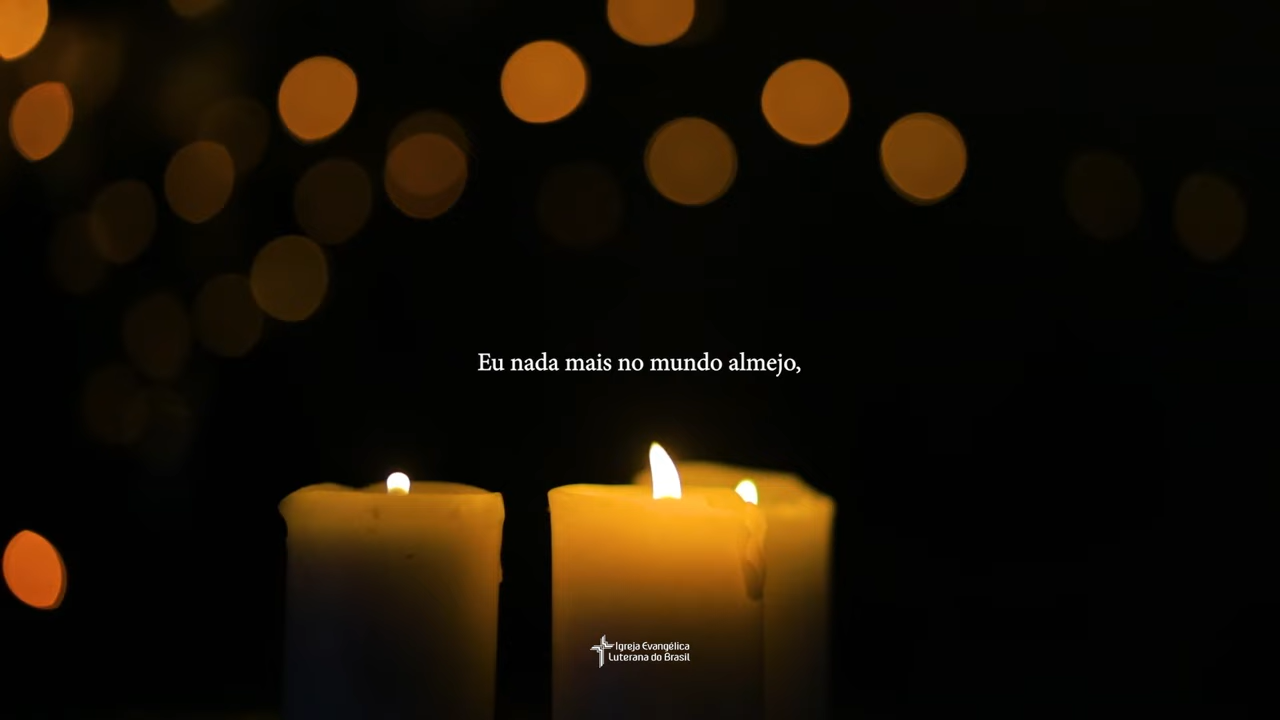 Eu nada mais no mundo almejo,
Igreja Evangélica
Luterana do Brasil